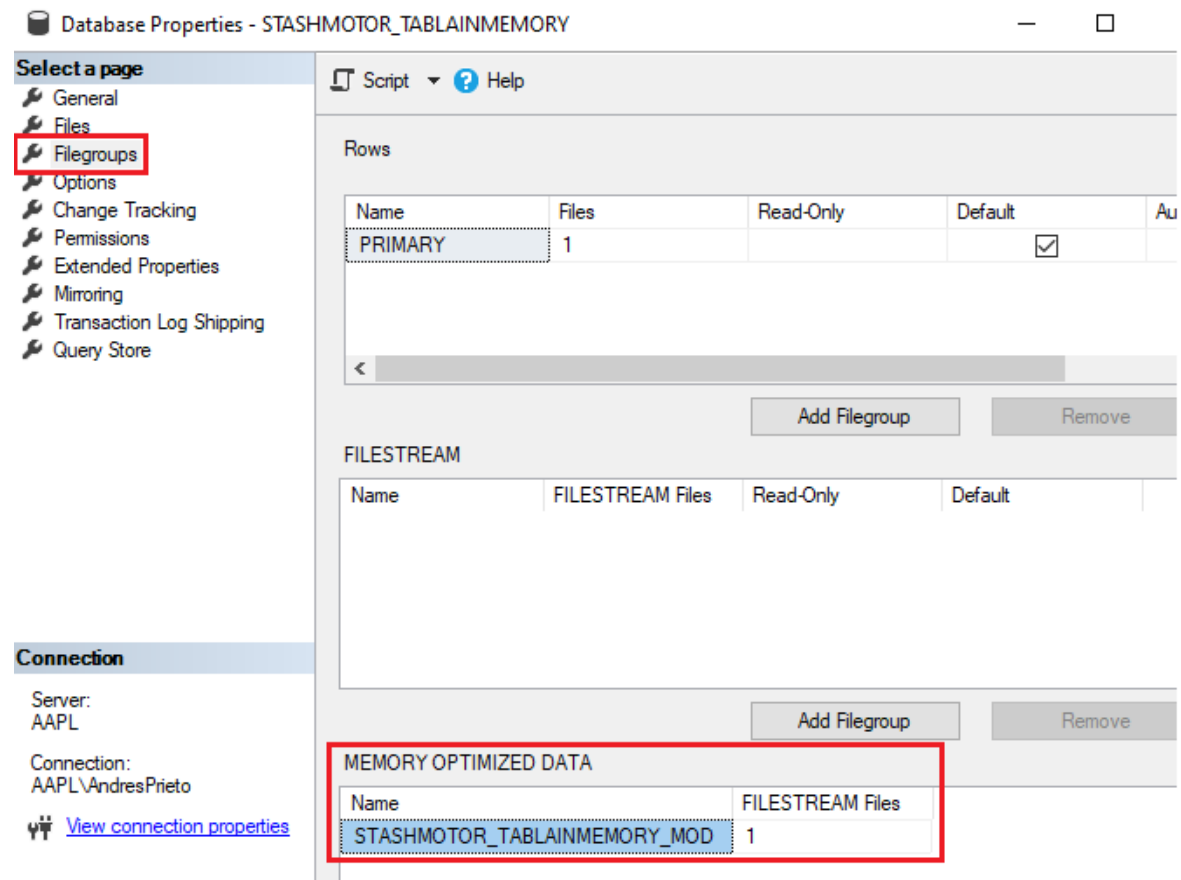 Database Properties - STASHMOTOR_TABLAINMEMORY
Select a page
General
Files
Filegroups
Options
Change Tracking
Permissions
Extended Properties
Mirroring
Transaction Log Shipping
Query Store
Connection
Server:
AAPL
Connection:
AAPL\AndresPrieto
View connection properties
Script Help
Rows
Name Files Read-Only Default Au
PRIMARY 1
Add Filegroup Remove
FILESTREAM
Name FILESTREAM Files Read-Only Default
Add Filegroup Remove
MEMORY OPTIMIZED DATA
Name FILESTREAM Files
STASHMOTOR_TABLAINMEMORY_MOD 1